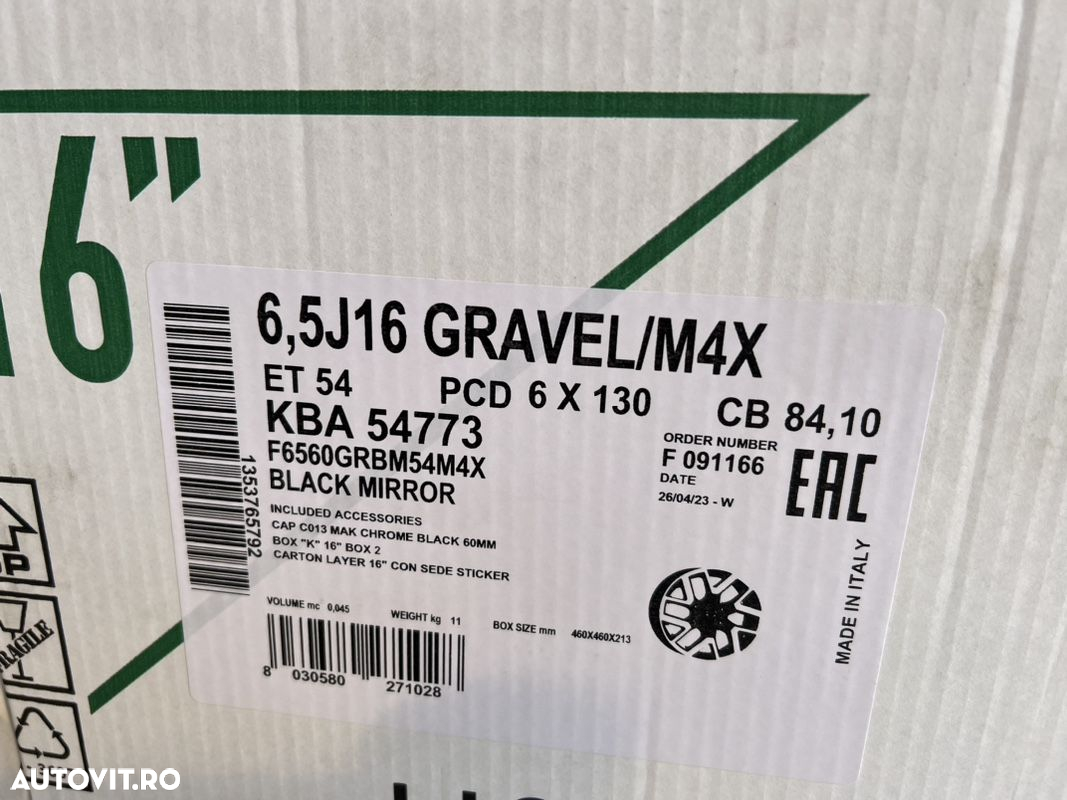 6”
6,5J16 GRAVEL/M4X
ET 54 PCD 6 X 130 CB 84,10
KBA 54773
F6560GRBM54M4X
BLACK MIRROR
ORDER NUMBER
F 091166
DATE
26/04/23 - W
EAC
INCLUDED ACCESSORIES
CAP C013 MAK CHROME BLACK 60MM
BOX "K" 16" BOX 2
CARTON LAYER 16" CON SEDE STICKER
VOLUME mc 0,045 WEIGHT kg 11 BOX SIZE mm 460X460X213
8 030580 271028
1353765792
MADE IN ITALY
FRAGILE
AUTOVIT.RO